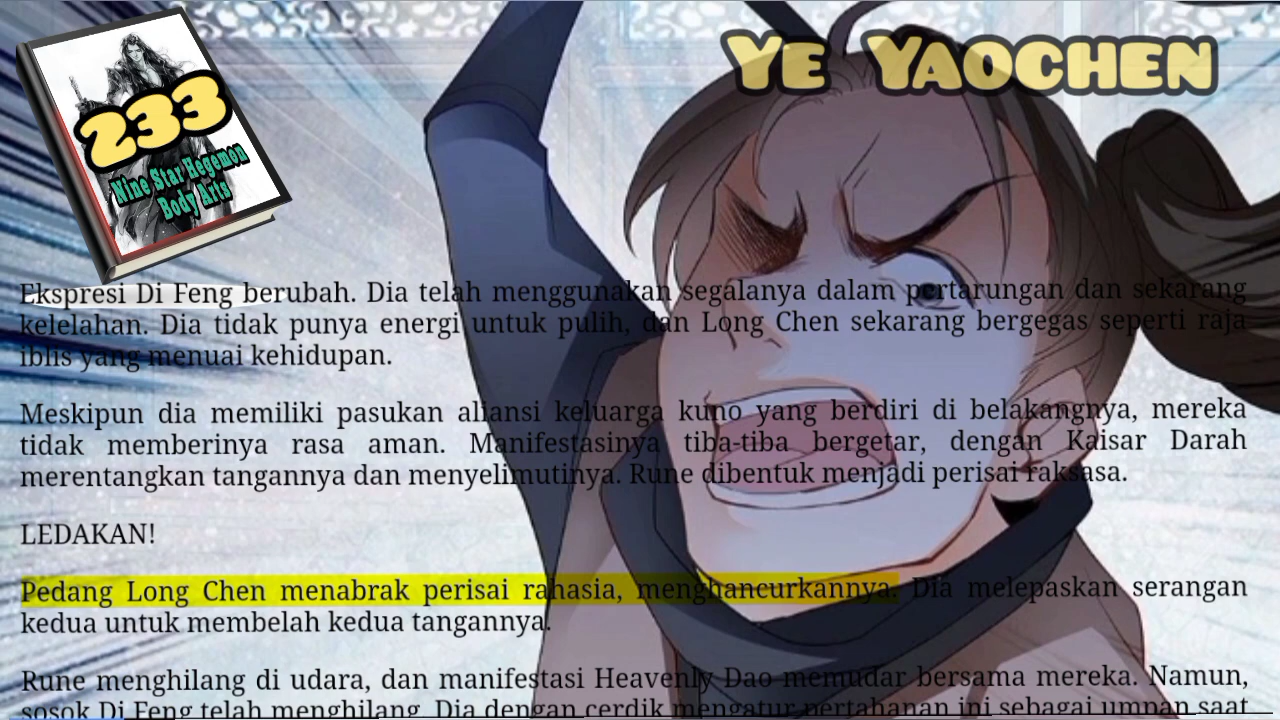 YE YAOCHEN
233
Nine Star Hegemon
Body Arts
Ekspresi Di Feng berubah. Dia telah menggunakan segalanya dalam pertarungan dan sekarang
kelelahan. Dia tidak punya energi untuk pulih, dan Long Chen sekarang bergegas seperti raja
iblis yang menuai kehidupan.
Meskipun dia memiliki pasukan aliansi keluarga kuno yang berdiri di belakangnya, mereka
tidak memberinya rasa aman. Manifestasinya tiba-tiba bergetar, dengan Kaisar Darah
merentangkan tangannya dan menyelimutinya. Rune dibentuk menjadi perisai raksasa.
LEDAKAN!
Pedang Long Chen menabrak perisai rahasia, menghancurkannya. Dia melepaskan serangan
kedua untuk membelah kedua tangannya.
Rune menghilang di udara, dan manifestasi Heavenly Dao memudar bersama mereka. Namun,
sosok Di Feng telah menghilang. Dia dengan cerdik mengatur pertahanan ini sebagai umpan saat